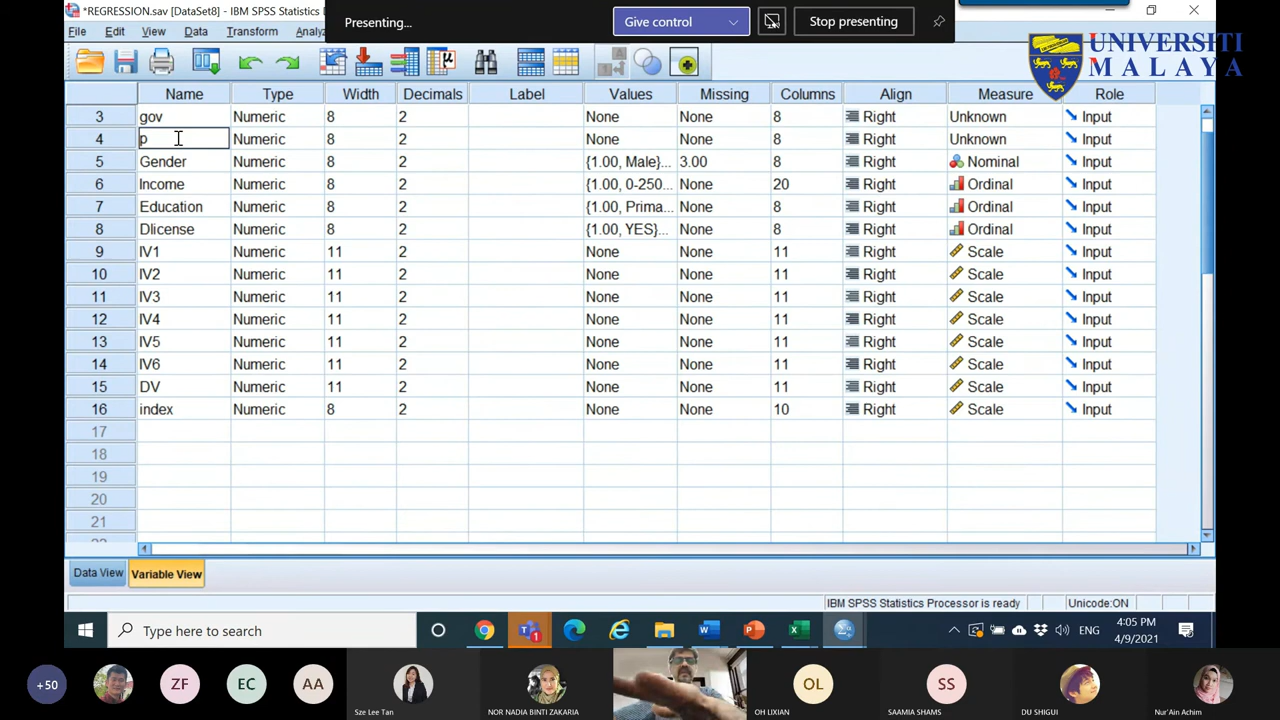 *REGRESSION.sav [DataSet8] - IBM SPSS Statistics
Presenting...
Give control
Stop presenting
File Edit View Data Transform Analy
UNIVERSITI
MALAYA
Name Type Width Decimals Label Values Missing Columns Align Measure Role
3 gov Numeric 8 2 None None 8 Right Unknown Input
4 p Numeric 8 2 None None 8 Right Unknown Input
5 Gender Numeric 8 2 {1.00, Male}... 3.00 8 Right Nominal Input
6 Income Numeric 8 2 {1.00, 0-250... None 20 Right Ordinal Input
7 Education Numeric 8 2 {1.00, Prima... None 8 Right Ordinal Input
8 Dlicense Numeric 8 2 {1.00, YES}... None 8 Right Ordinal Input
9 IV1 Numeric 11 2 None None 11 Right Scale Input
10 IV2 Numeric 11 2 None None 11 Right Scale Input
11 IV3 Numeric 11 2 None None 11 Right Scale Input
12 IV4 Numeric 11 2 None None 11 Right Scale Input
13 IV5 Numeric 11 2 None None 11 Right Scale Input
14 IV6 Numeric 11 2 None None 11 Right Scale Input
15 DV Numeric 11 2 None None 11 Right Scale Input
16 index Numeric 8 2 None None 10 Right Scale Input
17
18
19
20
21
22
Data View Variable View
IBM SPSS Statistics Processor is ready Unicode:ON
Type here to search
ENG
4:05 PM
4/9/2021
+50 ZF EC AA OL SS
Sze Lee Tan NOR NADIA BINTI ZAKARIA OH LIXIAN SAAMIA SHAMS DU SHIGUI Nur'Ain Achim